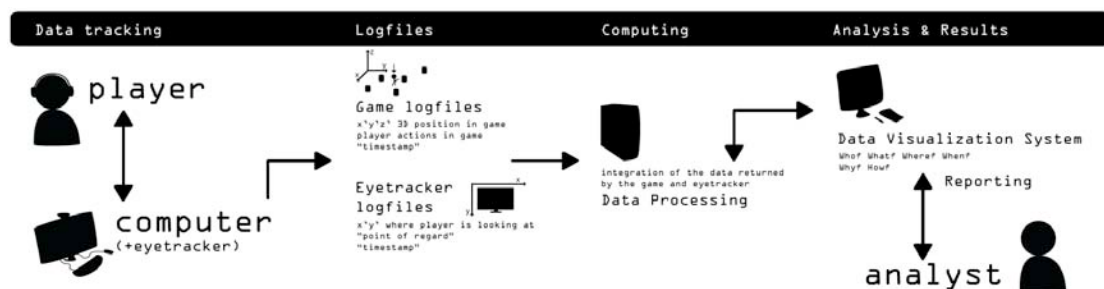 Data tracking
Logfiles
Computing
Analysis & Results
player
computer
(+eyetracker)
z
y
x
Game logfiles
x'y'z' 3D position in game
player actions in game
"timestamp"
x
y
Eyetracker
logfiles
x'y' where player is looking at
"point of regard"
"timestamp"
integration of the data returned
by the game and eyetracker
Data Processing
Data Visualization System
Who? What? Where? When?
Why? How?
Reporting
analyst